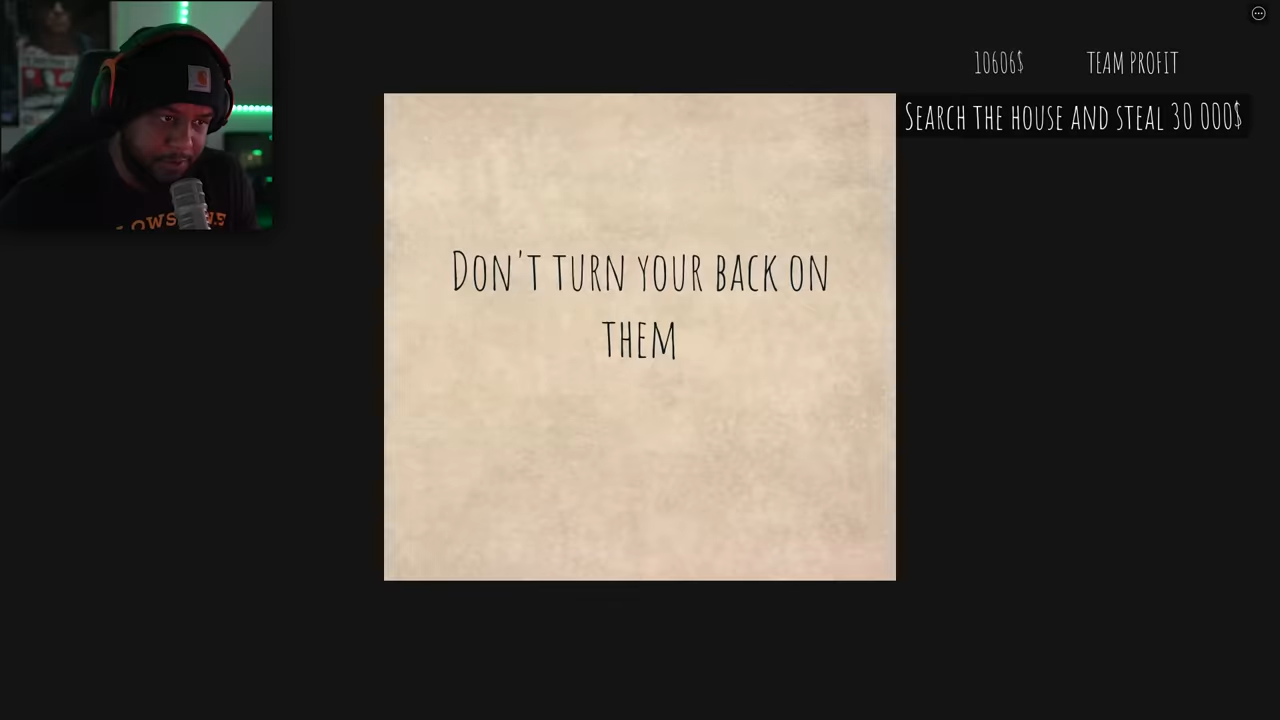 10606$ TEAM PROFIT
SEARCH THE HOUSE AND STEAL 30 000$
DON'T TURN YOUR BACK ON
THEM